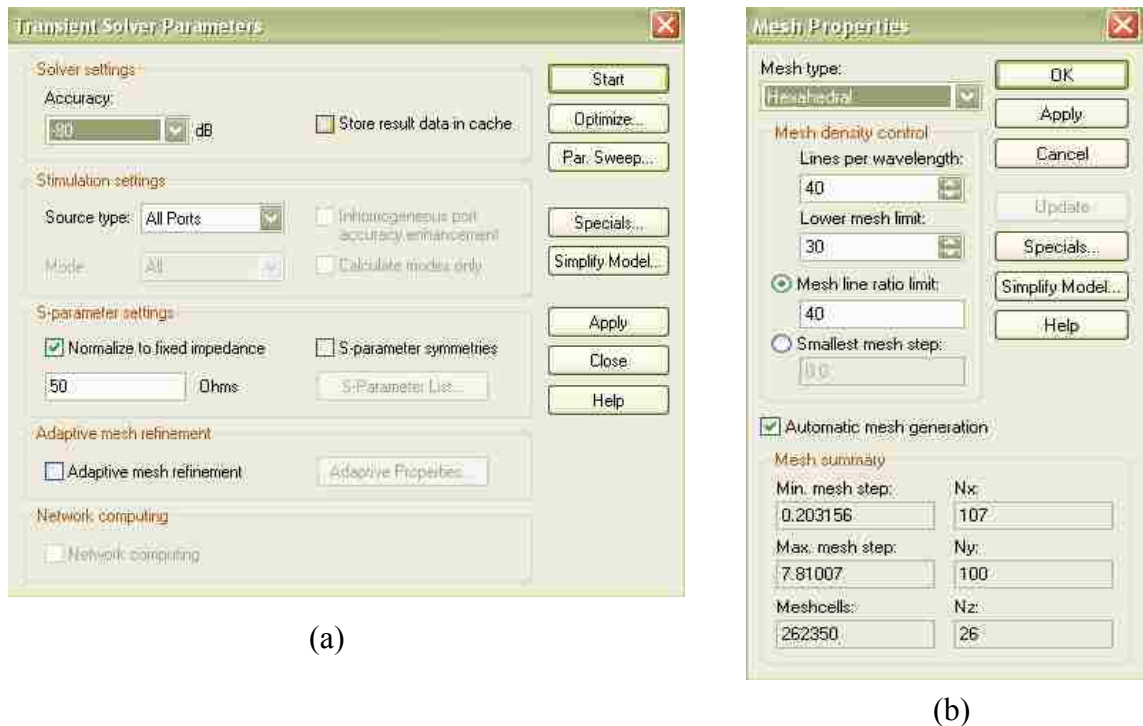 Transient Solver Parameters
Solver settings
Accuracy:
-80 dB
Store result data in cache
Stimulation settings
Source type: All Ports
Inhomogeneous port accuracy enhancement
Mode: All
Calculate modes only
S-parameter settings
Normalize to fixed impedance
S-parameter symmetries
50 Ohms
S-Parameter List...
Adaptive mesh refinement
Adaptive mesh refinement
Adaptive Properties...
Network computing
Network computing
Start
Optimize...
Par. Sweep...
Specials...
Simplify Model...
Apply
Close
Help
(a)
Mesh Properties
Mesh type:
Hexahedral
Mesh density control
Lines per wavelength:
40
Lower mesh limit:
30
Mesh line ratio limit:
40
Smallest mesh step:
0.0
OK
Apply
Cancel
Update
Specials...
Simplify Model...
Help
Automatic mesh generation
Mesh summary
Min. mesh step: Nx:
0.203156 107
Max. mesh step: Ny:
7.81007 100
Meshcells: Nz:
262350 26
(b)